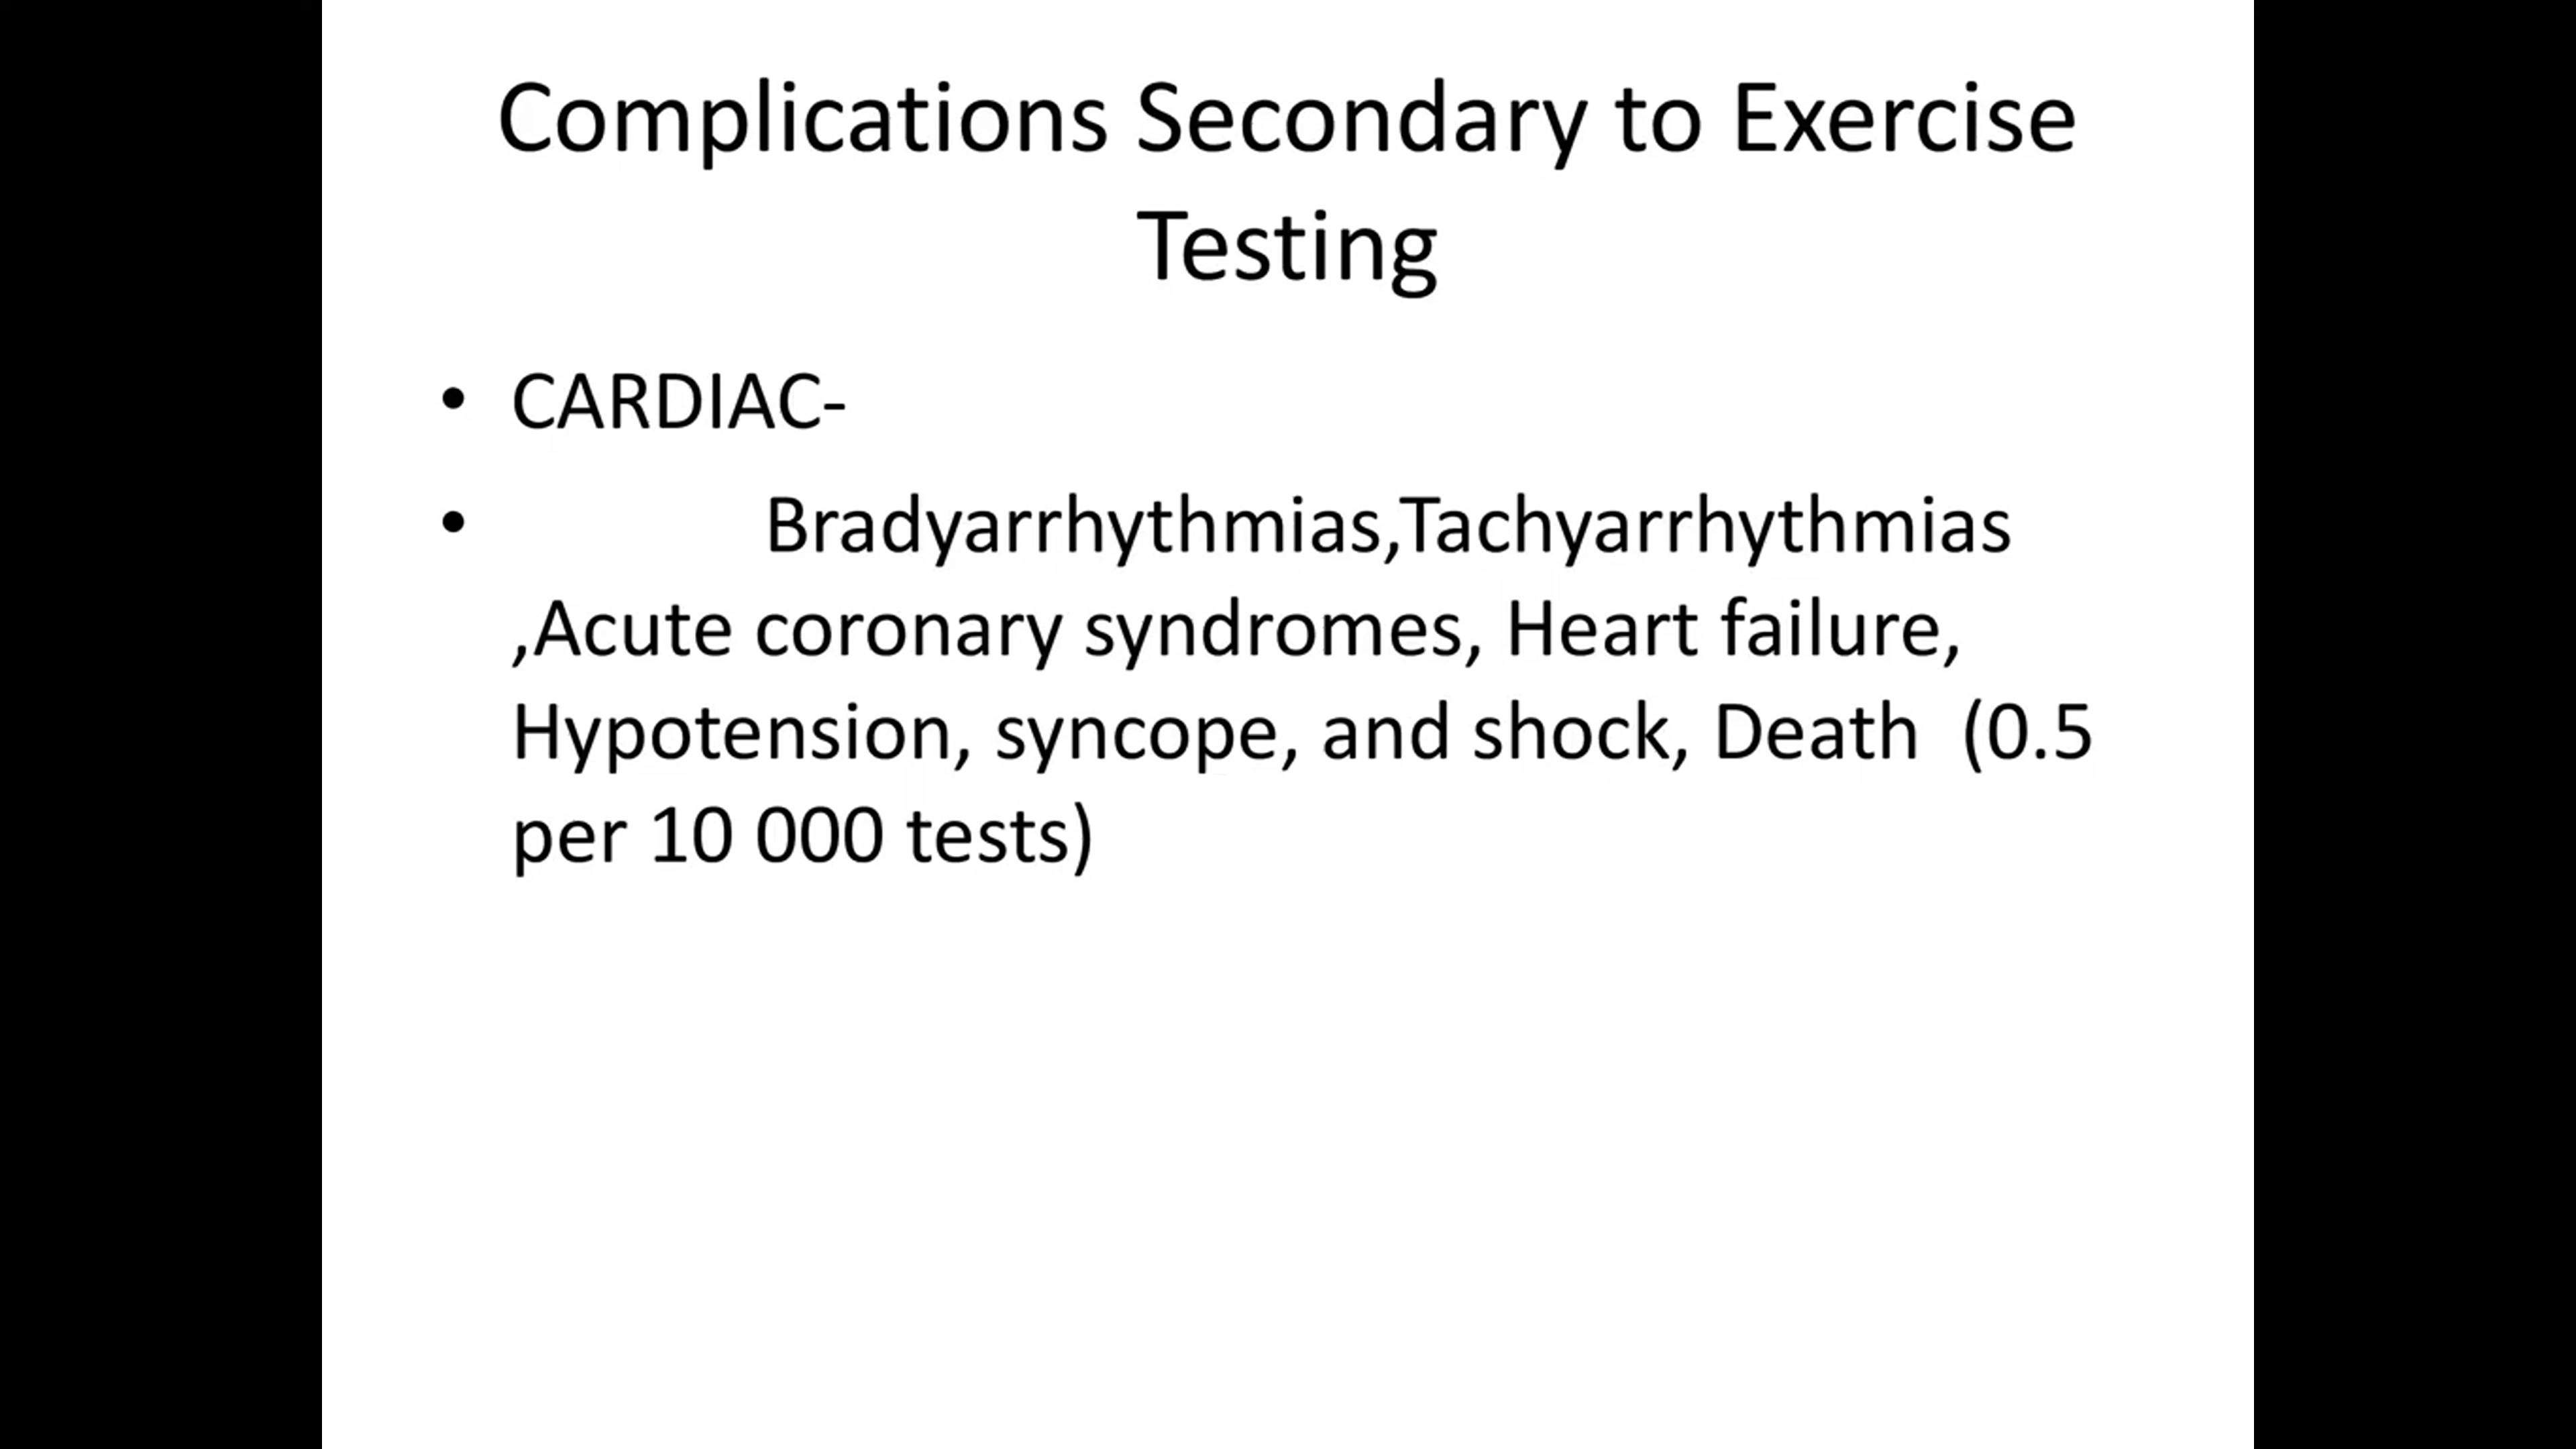 Complications Secondary to Exercise
Testing
• CARDIAC-
• Bradyarrhythmias,Tachyarrhythmias
,Acute coronary syndromes, Heart failure,
Hypotension, syncope, and shock, Death (0.5
per 10 000 tests)